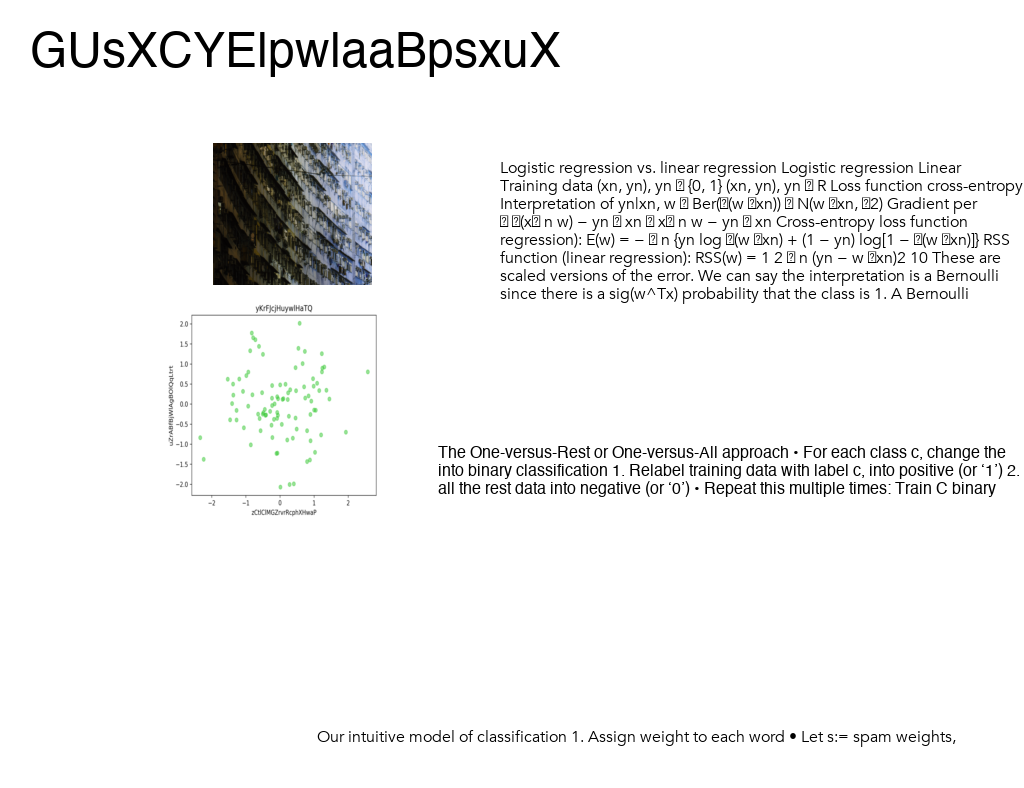 GUsXCYElpwlaaBpsxuX
Logistic regression vs. linear regression Logistic regression Linear
Training data (xn, yn), yn � {0, 1} (xn, yn), yn � R Loss function cross-entropy
Interpretation of yn|xn, w � Ber(�(w �xn)) � N(w �xn, �2) Gradient per
� �(x� n w) − yn � xn � x� n w − yn � xn Cross-entropy loss function
regression): E(w) = − � n {yn log �(w �xn) + (1 − yn) log[1 − �(w �xn)]} RSS
function (linear regression): RSS(w) = 1 2 � n (yn − w �xn)2 10 These are
scaled versions of the error. We can say the interpretation is a Bernoulli
since there is a sig(w^Tx) probability that the class is 1. A Bernoulli
2.0
1.5
1.0
0.5
0.0
−0.5
−1.0
−1.5
−2.0
−2 −1 0 1 2
The One-versus-Rest or One-versus-All approach • For each class c, change the
into binary classification 1. Relabel training data with label c, into positive (or ‘1’) 2.
all the rest data into negative (or ‘0’) • Repeat this multiple times: Train C binary
Our intuitive model of classification 1. Assign weight to each word • Let s:= spam weights,